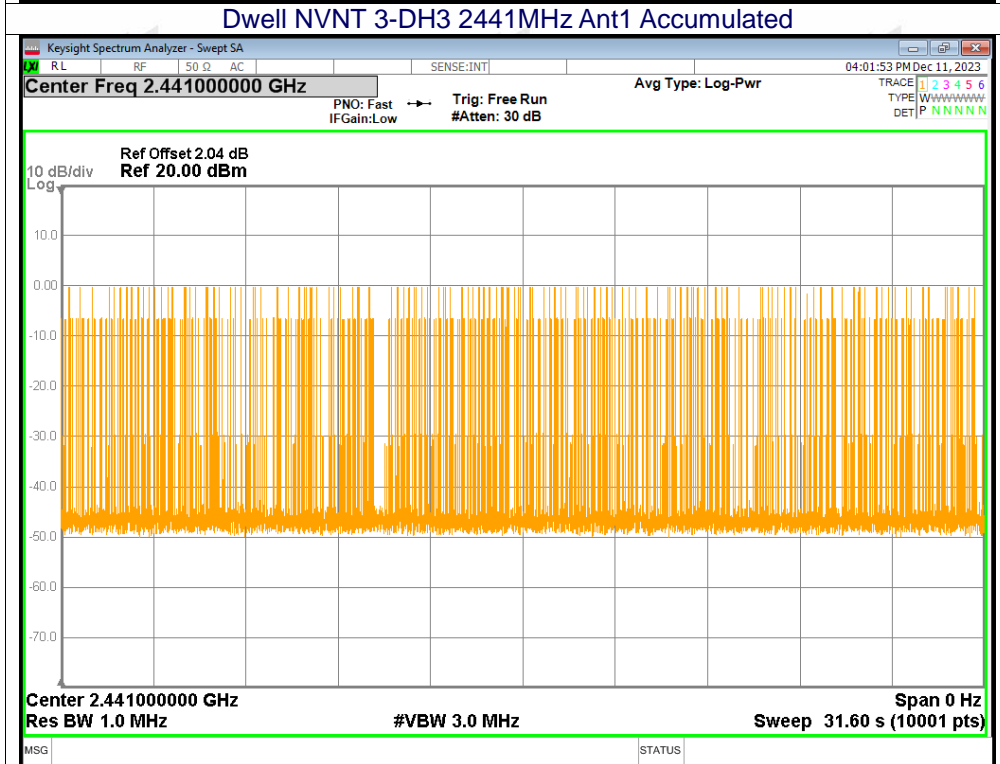 Dwell NVNT 3-DH3 2441MHz Ant1 Accumulated
Keysight Spectrum Analyzer - Swept SA
LXI RL RF 50 Ω AC SENSE:INT 04:01:53 PM Dec 11, 2023
Center Freq 2.441000000 GHz Avg Type: Log-Pwr TRACE 1 2 3 4 5 6
PNO: Fast Trig: Free Run TYPE WWWWWWW
IFGain:Low #Atten: 30 dB DET P N N N N N
Ref Offset 2.04 dB
10 dB/div Ref 20.00 dBm
Log
10.0
0.00
-10.0
-20.0
-30.0
-40.0
-50.0
-60.0
-70.0
Center 2.441000000 GHz Span 0 Hz
Res BW 1.0 MHz #VBW 3.0 MHz Sweep 31.60 s (10001 pts)
MSG STATUS